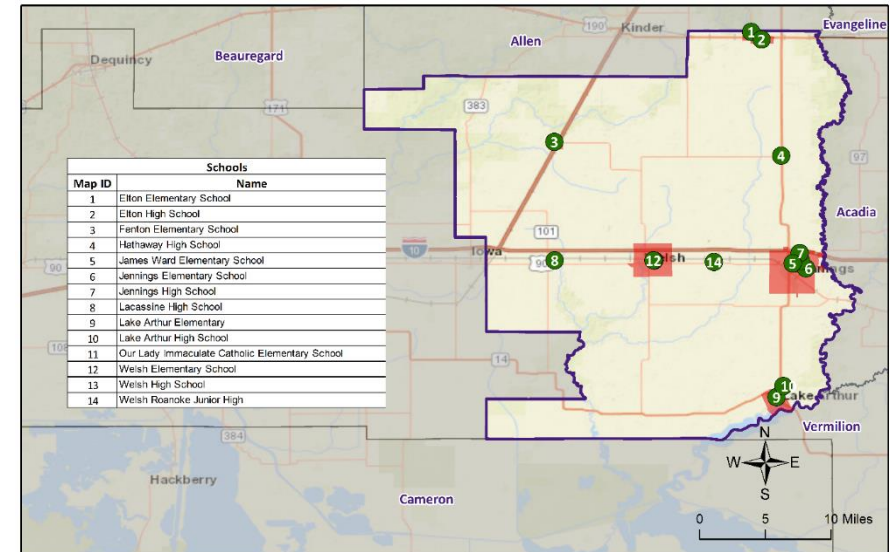 190
Kinder
Evangeline
1
2
Allen
Dequincy
Beauregard
171
383
3
4
97
Schools
Map ID Name
1 Elton Elementary School
2 Elton High School
3 Fenton Elementary School
4 Hathaway High School
5 James Ward Elementary School
6 Jennings Elementary School
7 Jennings High School
8 Lacassine High School
9 Lake Arthur Elementary
10 Lake Arthur High School
11 Our Lady Immaculate Catholic Elementary School
12 Welsh Elementary School
13 Welsh High School
14 Welsh Roanoke Junior High
Acadia
101
10
Iowa
90
90
8
12
14
7
5
6
14
10
9
Vermilion
384
Hackberry
Cameron
N
W E
S
0 5 10 Miles